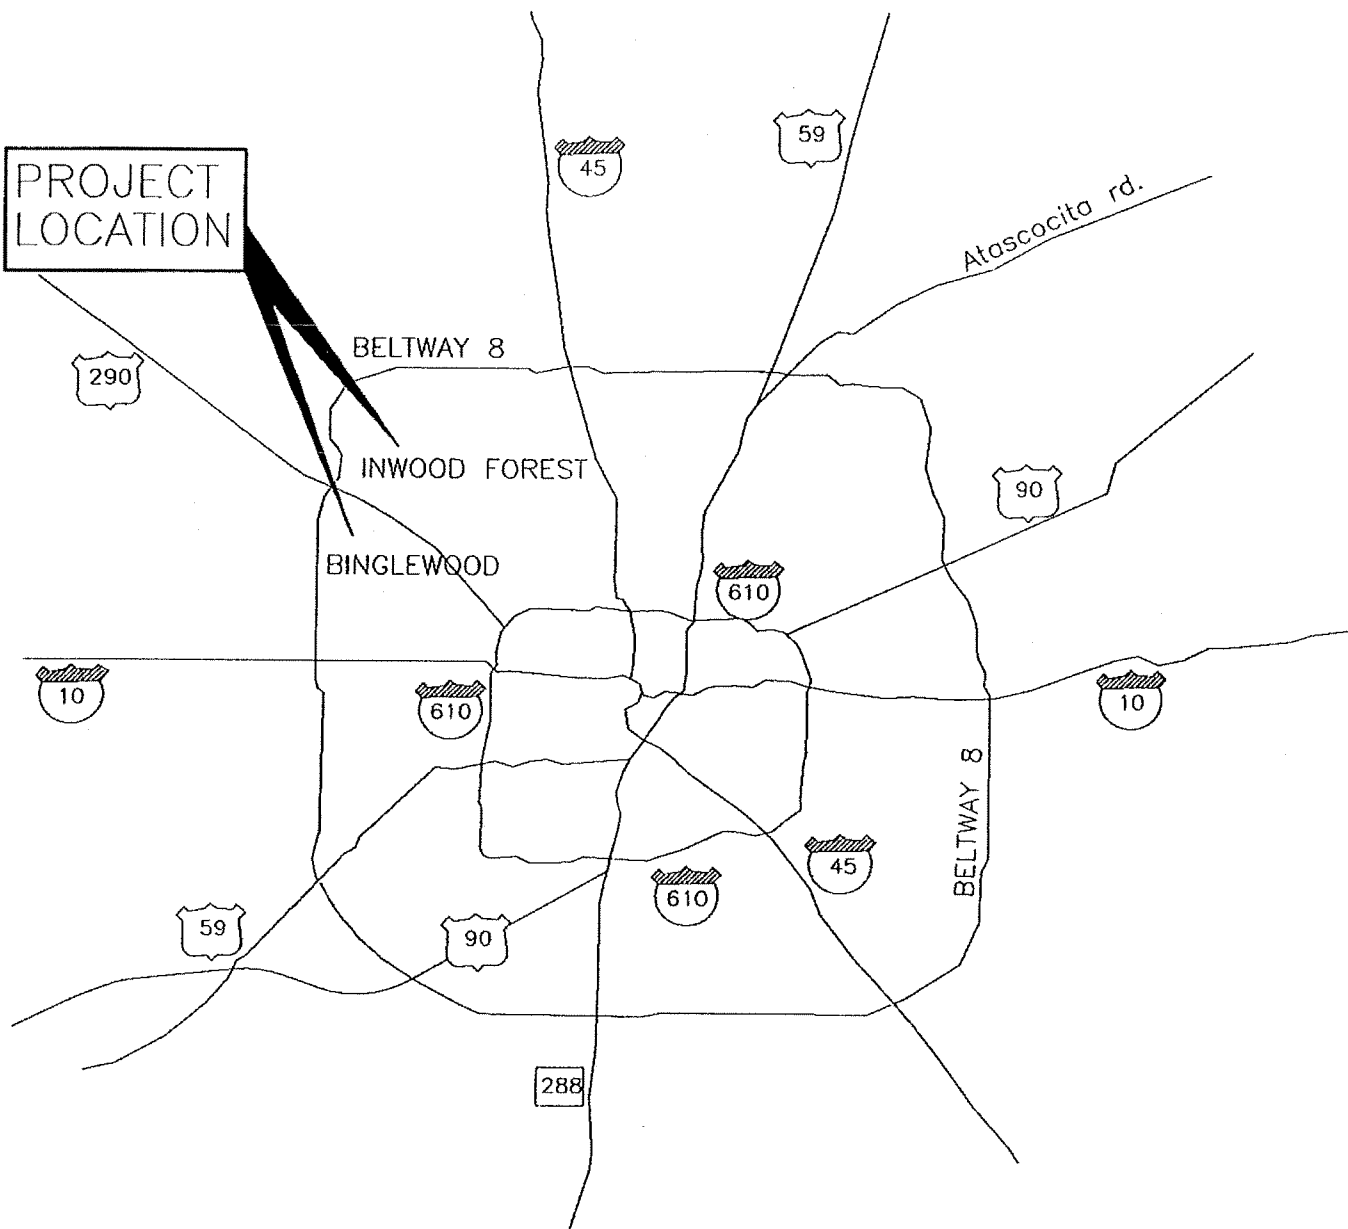 59
45
PROJECT
LOCATION
Atascocita rd.
BELTWAY 8
290
INWOOD FOREST
90
BINGLEWOOD
610
10
610
10
BELTWAY 8
45
610
59
90
288